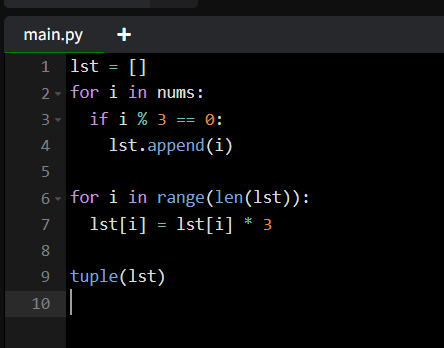 main.py +
1 lst = []
2 for i in nums:
3   if i % 3 == 0:
4     lst.append(i)
5
6 for i in range(len(lst)):
7   lst[i] = lst[i] * 3
8
9 tuple(lst)
10